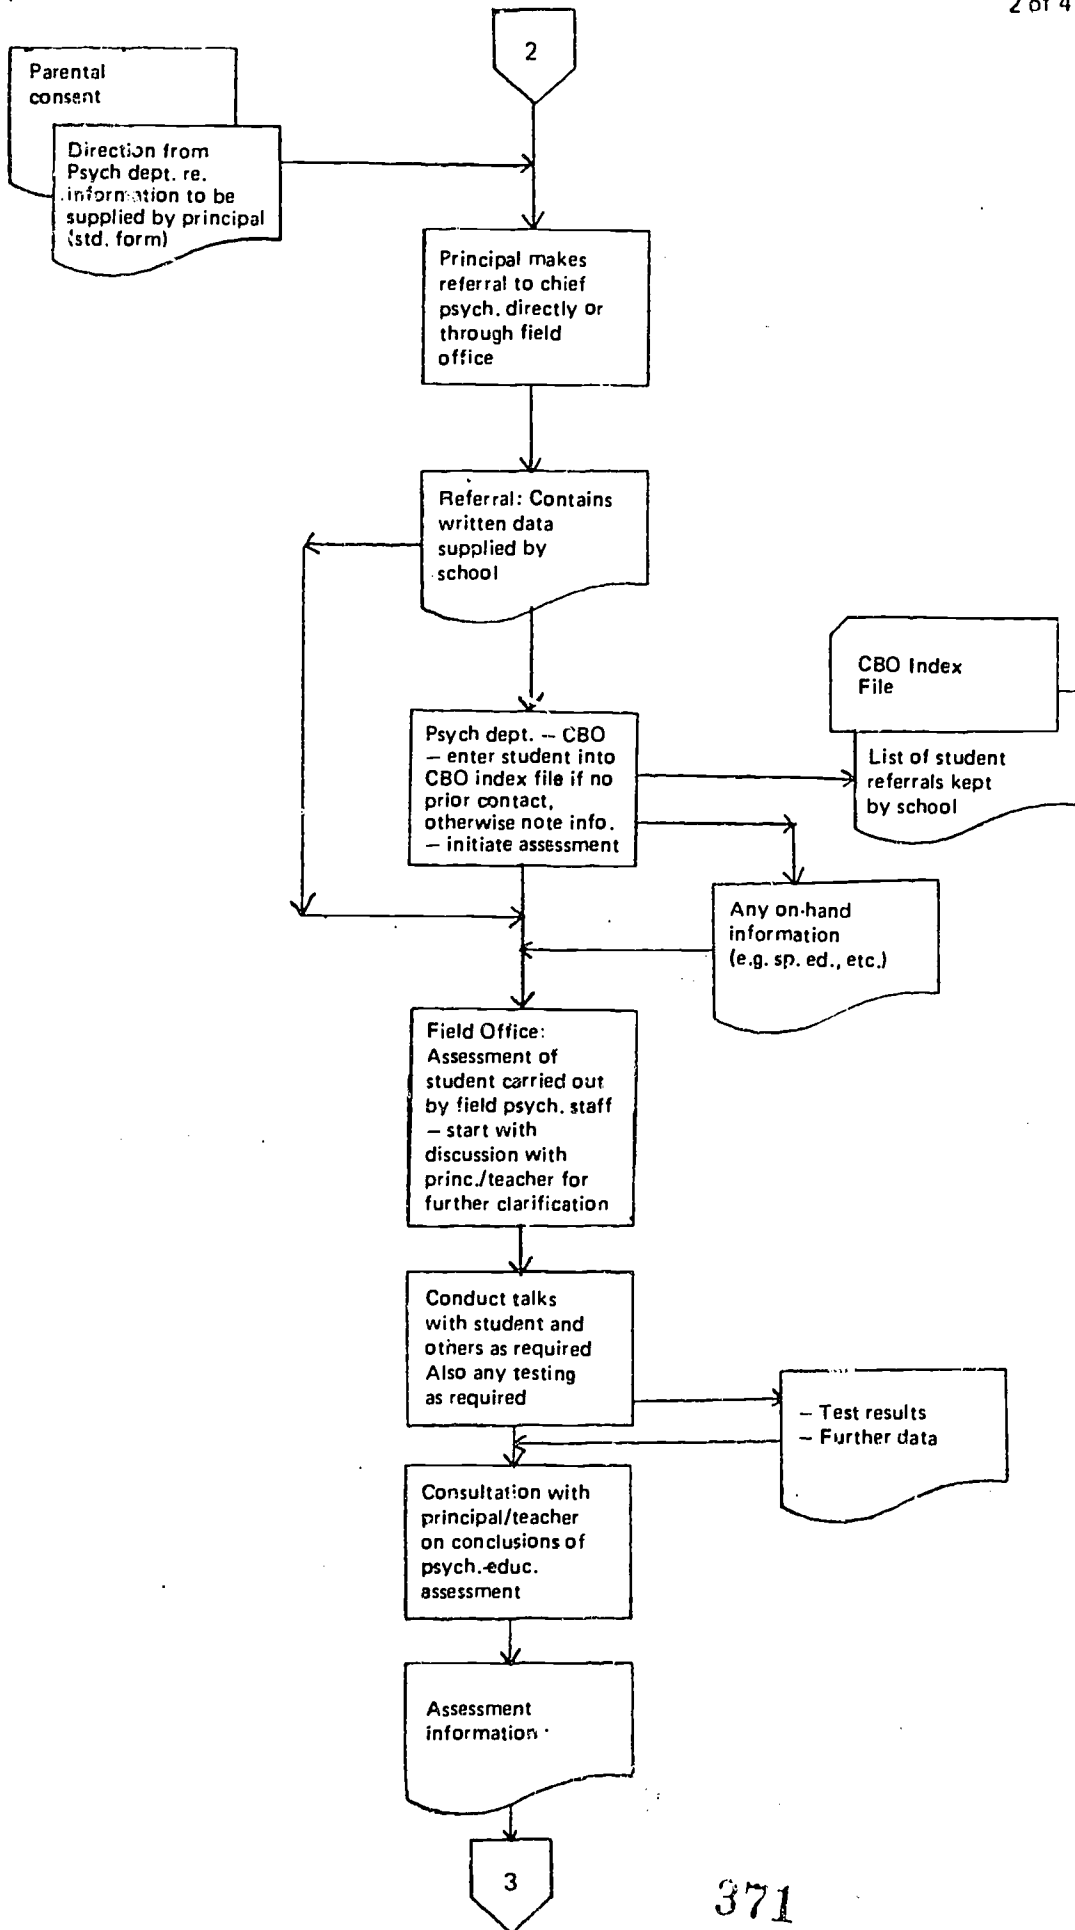 2 of 4
2
Parental
consent
Direction from
Psych dept. re.
information to be
supplied by principal
(std. form)
Principal makes
referral to chief
psych. directly or
through field
office
Referral: Contains
written data
supplied by
school
CBO Index
File
Psych dept. -- CBO
– enter student into
CBO index file if no
prior contact,
otherwise note info.
– initiate assessment
List of student
referrals kept
by school
Any on-hand
information
(e.g. sp. ed., etc.)
Field Office:
Assessment of
student carried out
by field psych. staff
– start with
discussion with
princ./teacher for
further clarification
Conduct talks
with student and
others as required
Also any testing
as required
– Test results
– Further data
Consultation with
principal/teacher
on conclusions of
psych.-educ.
assessment
Assessment
information
3
371